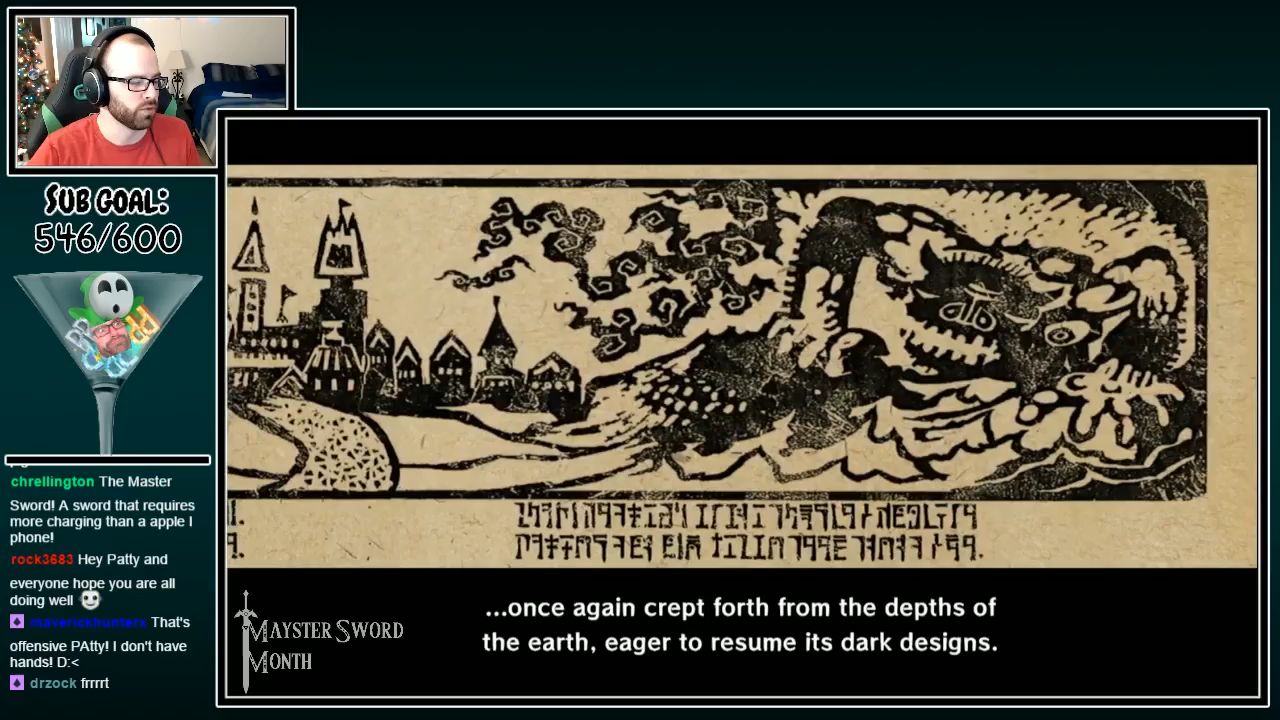 SUB GOAL:
546/600
chrellington The Master
Sword! A sword that requires
more charging than a apple I
phone!
rock3683 Hey Patty and
everyone hope you are all
doing well
maverickhunterx That's
offensive PAtty! I don't have
hands! D:<
drzock frrrrt
MAYSTER SWORD
MONTH
...once again crept forth from the depths of
the earth, eager to resume its dark designs.